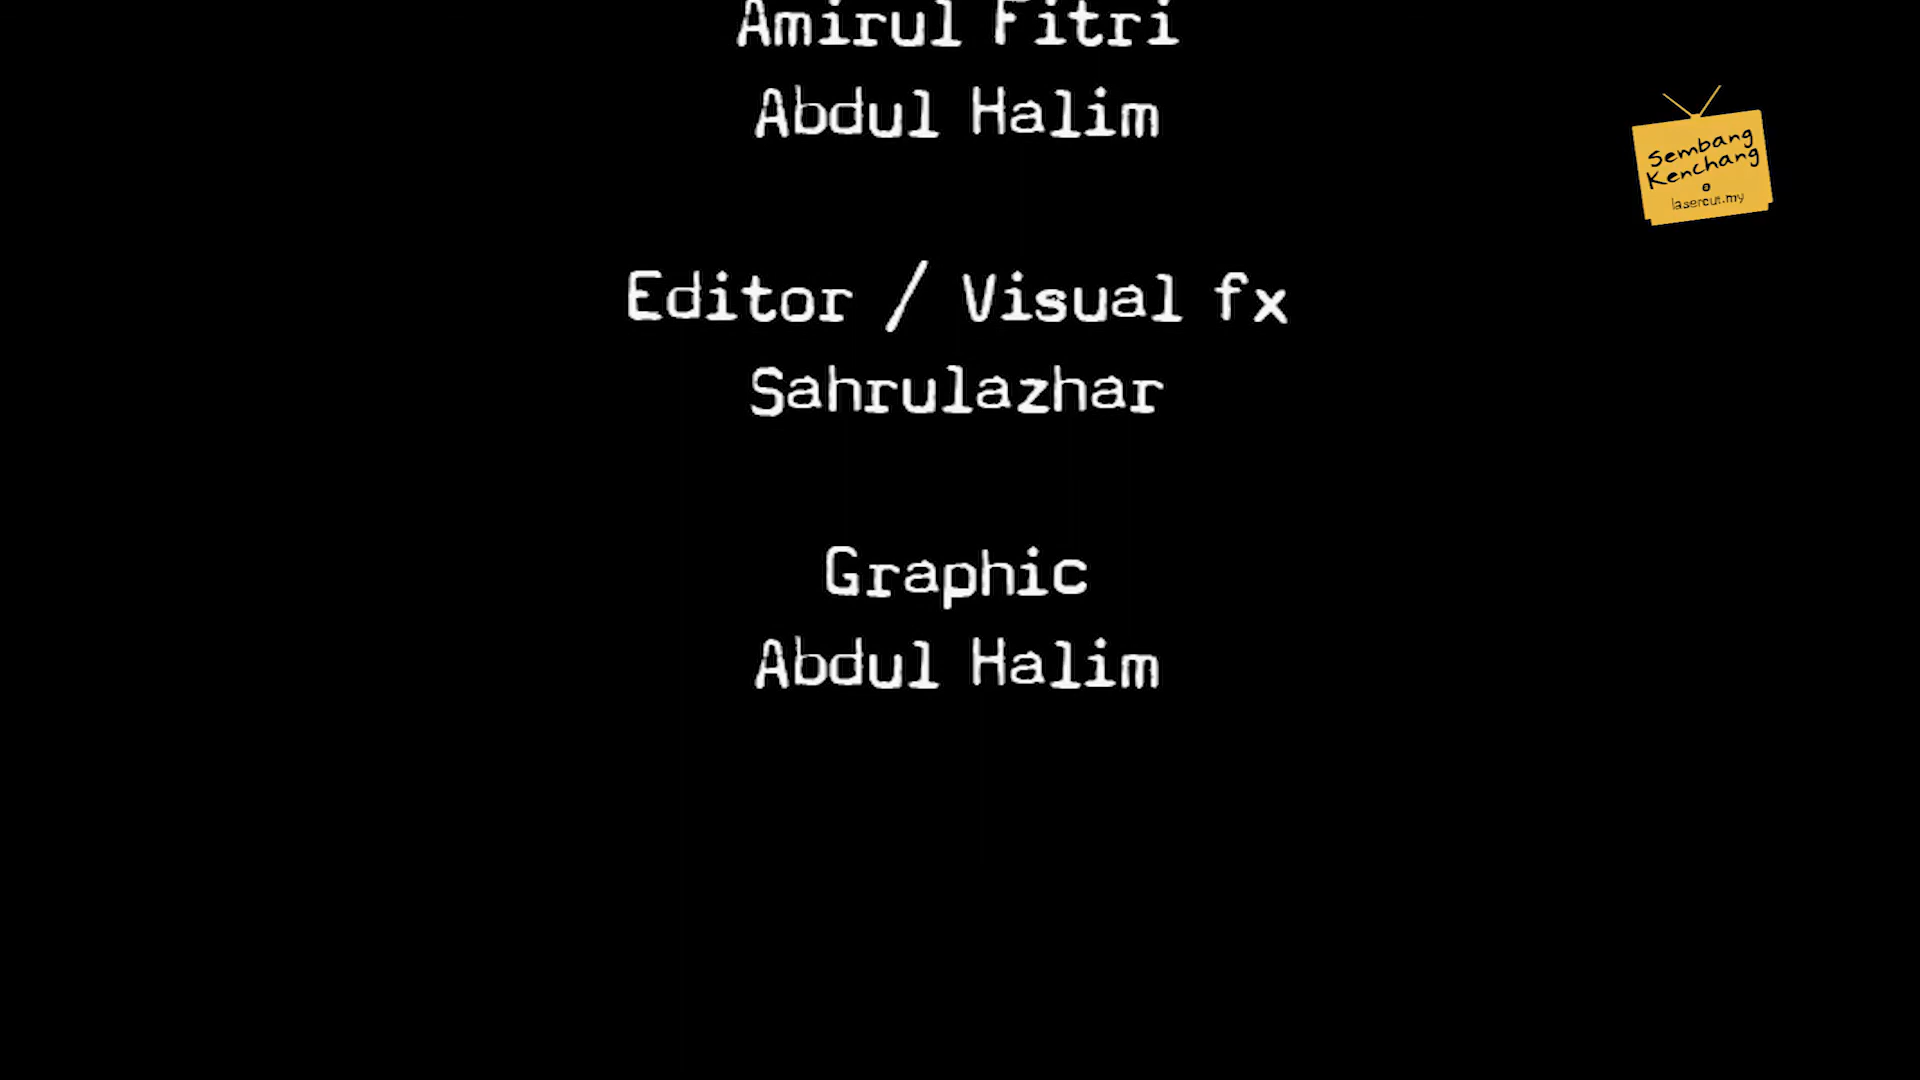 Amirul Fitri
Abdul Halim
Editor / Visual fx
Sahrulazhar
Graphic
Abdul Halim
Sembang
Kenchang
@
lasercut.my